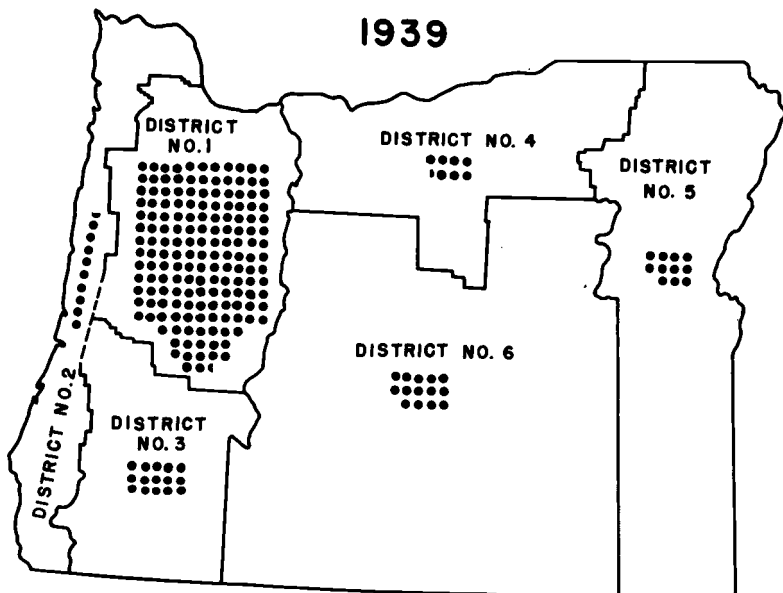 1939
DISTRICT
NO. 1
DISTRICT NO. 4
DISTRICT
NO. 5
DISTRICT NO. 6
DISTRICT NO. 2
DISTRICT
NO. 3